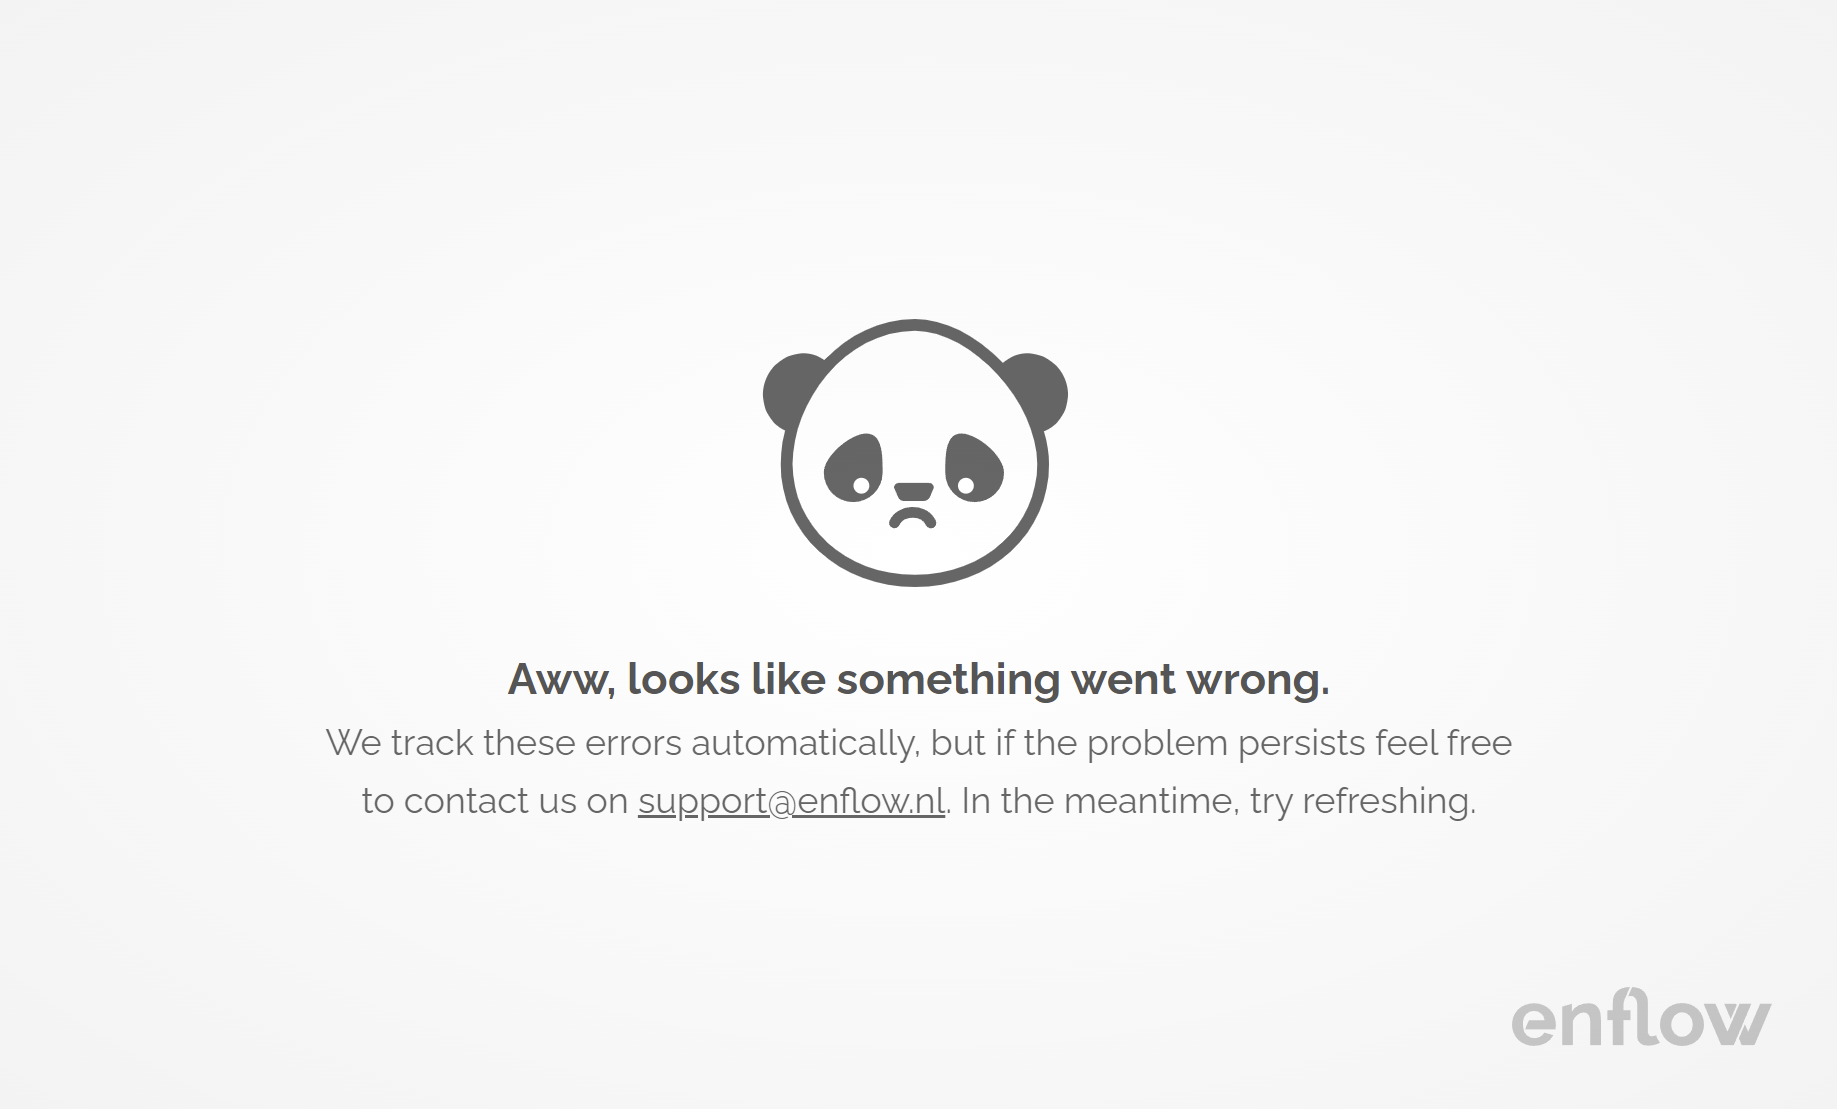 Aww, looks like something went wrong.
We track these errors automatically, but if the problem persists feel free
to contact us on support@enflow.nl. In the meantime, try refreshing.
enflow